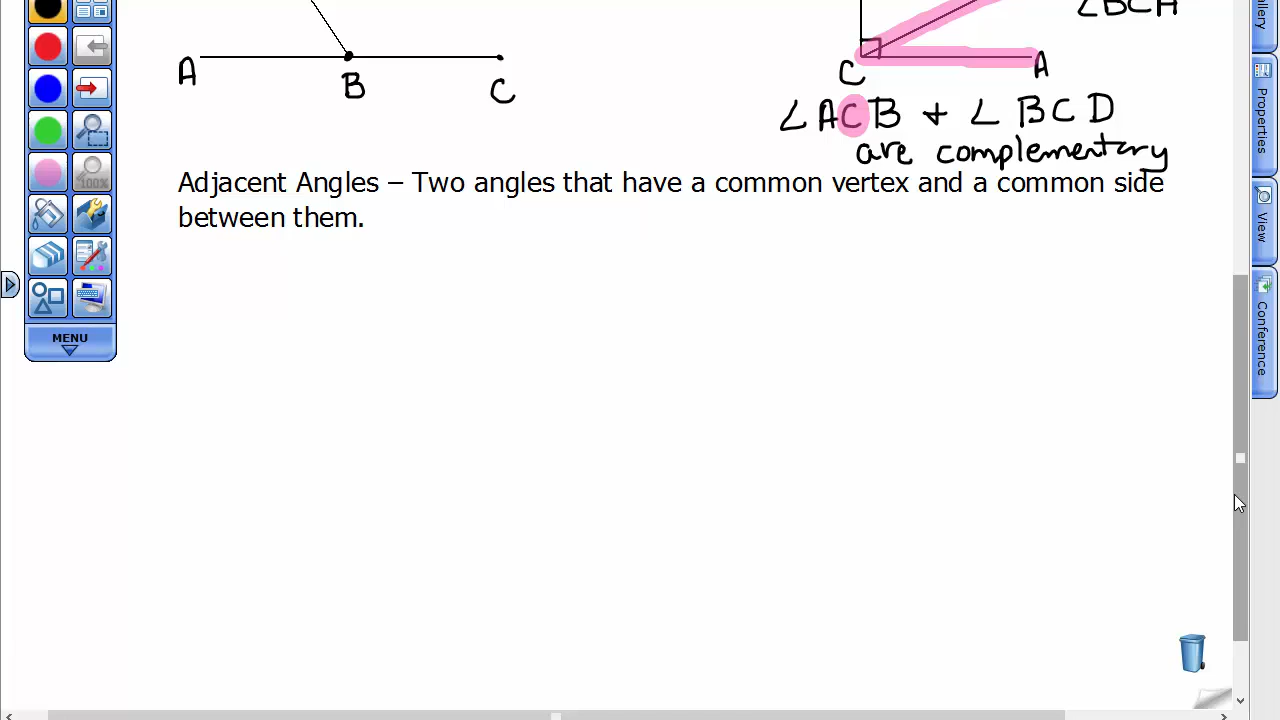 ∠BCA
A
B
C
C
A
∠ACB + ∠BCD
are complementary
Adjacent Angles – Two angles that have a common vertex and a common side
between them.
100%
MENU
Properties
View
Conference